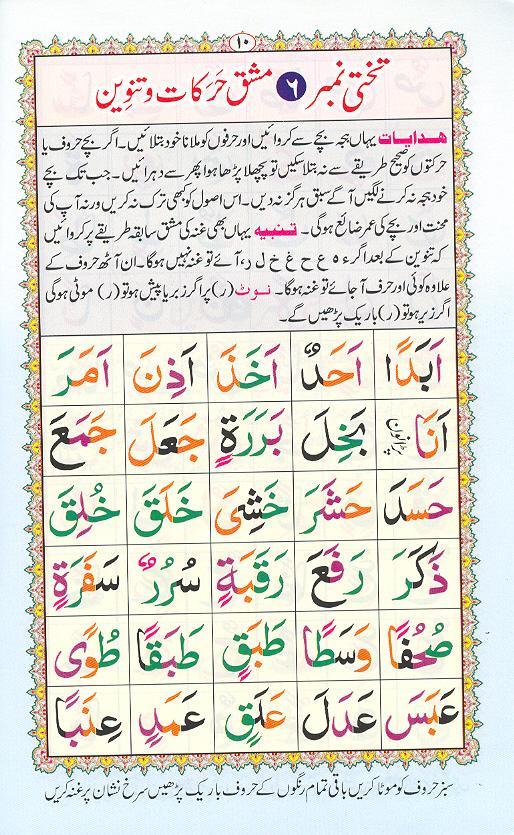 ۱۰
تختی نمبر ۶ مشق حرکات و تنوین
ھدایات یہاں ہجہ بچے سے کروائیں اور حرفوں کو ملانا خود بتلائیں۔ اگر بچے حروف یا
حرکتوں کو صحیح طریقے سے نہ بتلاسکیں تو پچھلا پڑھا ہوا پھر سے دہرائیں۔ جب تک بچے
خود ہجہ نہ کرنے لگیں آگے سبق ہرگز نہ دیں۔ اس اصول کو کبھی ترک نہ کریں ورنہ آپ کی
محنت اور بچے کی عمر ضائع ہوگی۔ تنبیہ یہاں بھی غنہ کی مشق سابقہ طریقے پر کروائیں
کہ تنوین کے بعد اگر ء ہ ع ح غ خ ل ر، آئے تو غنہ نہیں ہوگا۔ ان آٹھ حروف کے
علاوہ کوئی اور حرف آجائے تو غنہ ہوگا۔ نوٹ (ر) پر اگر زبر یا پیش ہو تو (ر) موٹی ہوگی
اگر زیر ہو تو (ر) باریک پڑھیں گے۔
اَبَدًا اَحَدٌ اَخَذَ اَذِنَ اَمَرَ
اَنَا بَخِلَ بَرَرَةٍ جَعَلَ جَمَعَ
حَسَدَ حَشَرَ خَشِیَ خَلَقَ خُلِقَ
ذَكَرَ رَفَعَ رَقَبَةٍ سُرُرٌ سَفَرَةٍ
صُحُفًا وَسَطًا طَبَقٍ طَبَقًا طُوًی
عَبَسَ عَدَلَ عَلَقٍ عَمَدٍ عِنَبًا
سبز حروف کو موٹا کریں باقی تمام رنگوں کے حروف باریک پڑھیں سرخ نشان پر غنہ کریں